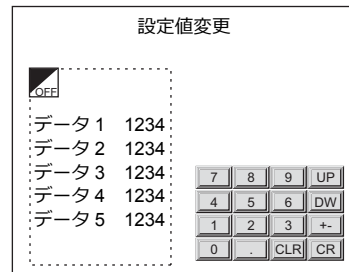 設定値変更
OFF
データ1 1234
データ2 1234
データ3 1234
データ4 1234
データ5 1234
7 8 9 UP
4 5 6 DW
1 2 3 +-
0 . CLR CR